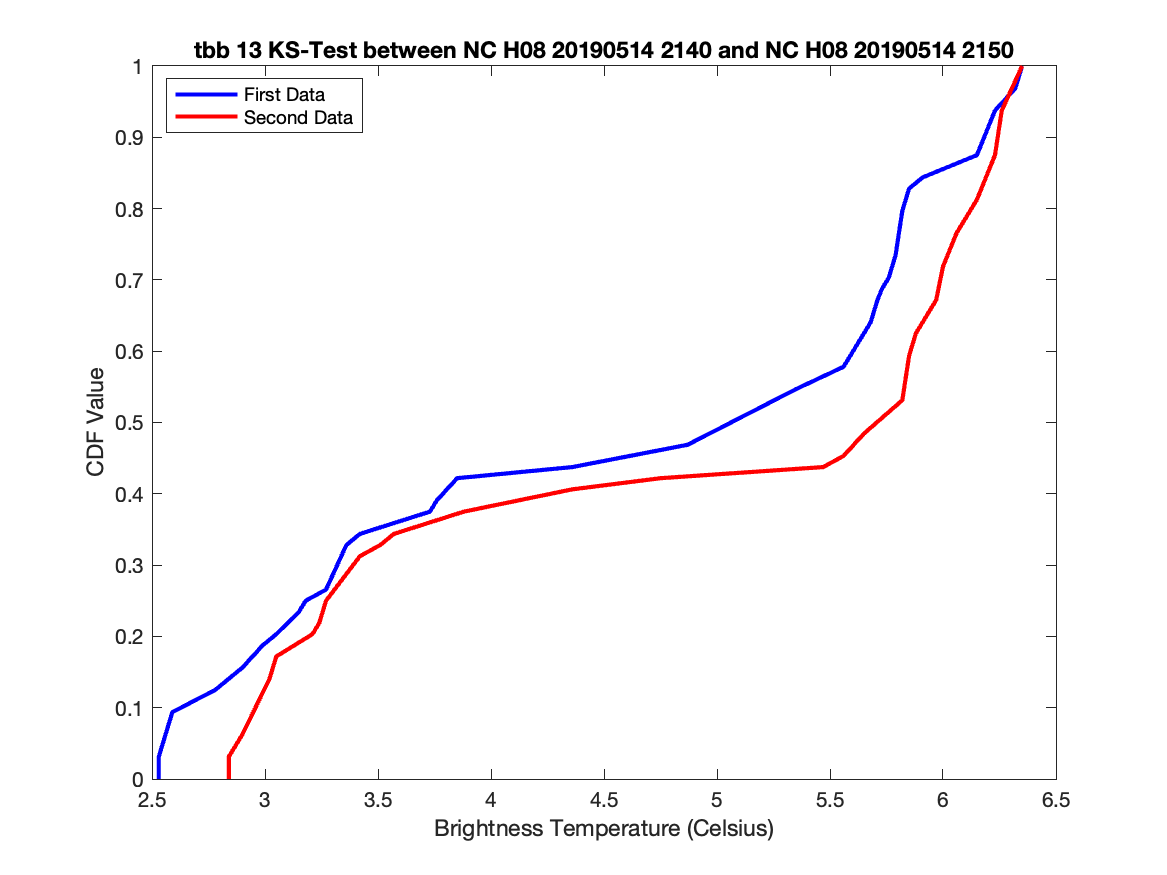 tbb 13 KS-Test between NC H08 20190514 2140 and NC H08 20190514 2150
First Data
Second Data
1
0.9
0.8
0.7
0.6
0.5
0.4
0.3
0.2
0.1
0
CDF Value
2.5 3 3.5 4 4.5 5 5.5 6 6.5
Brightness Temperature (Celsius)